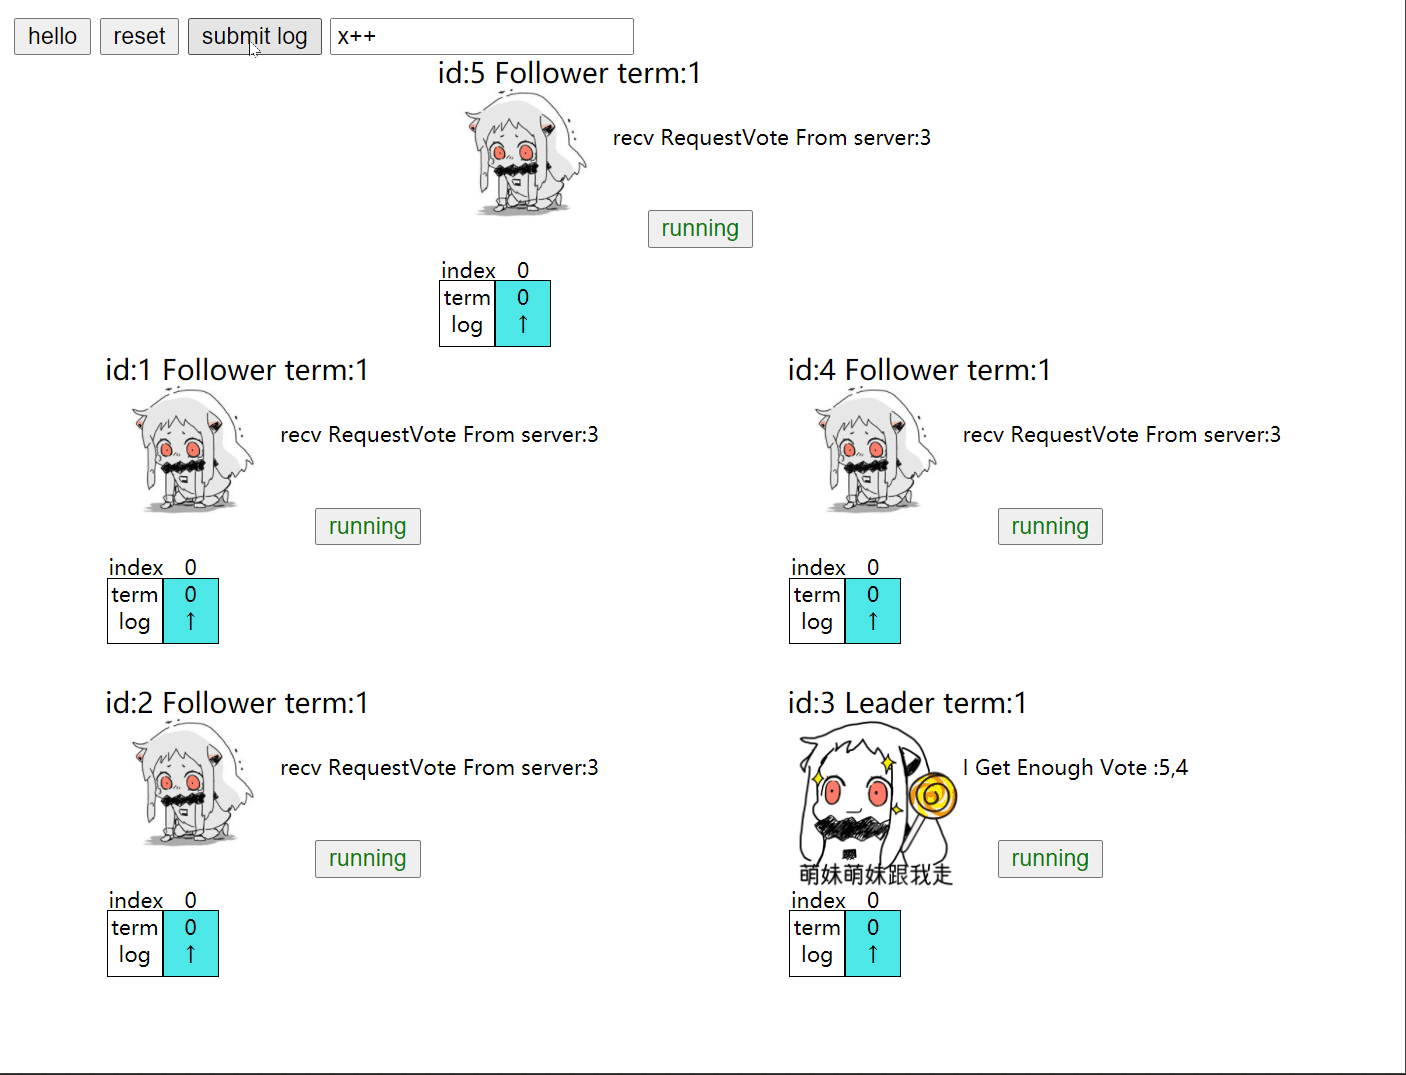 hello reset submit log x++
id:5 Follower term:1
recv RequestVote From server:3
running
index 0
term 0
log ↑
id:1 Follower term:1
recv RequestVote From server:3
running
index 0
term 0
log ↑
id:4 Follower term:1
recv RequestVote From server:3
running
index 0
term 0
log ↑
id:2 Follower term:1
recv RequestVote From server:3
running
index 0
term 0
log ↑
id:3 Leader term:1
I Get Enough Vote :5,4
running
萌妹萌妹跟我走
index 0
term 0
log ↑